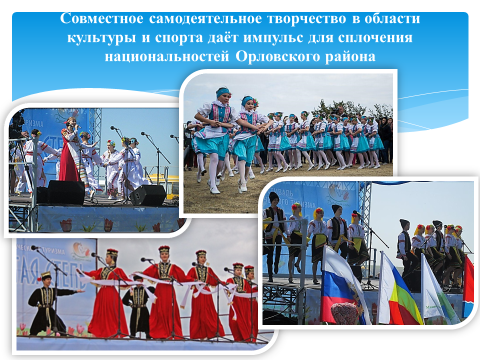 Совместное самодеятельное творчество в области
культуры и спорта даёт импульс для сплочения
национальностей Орловского района